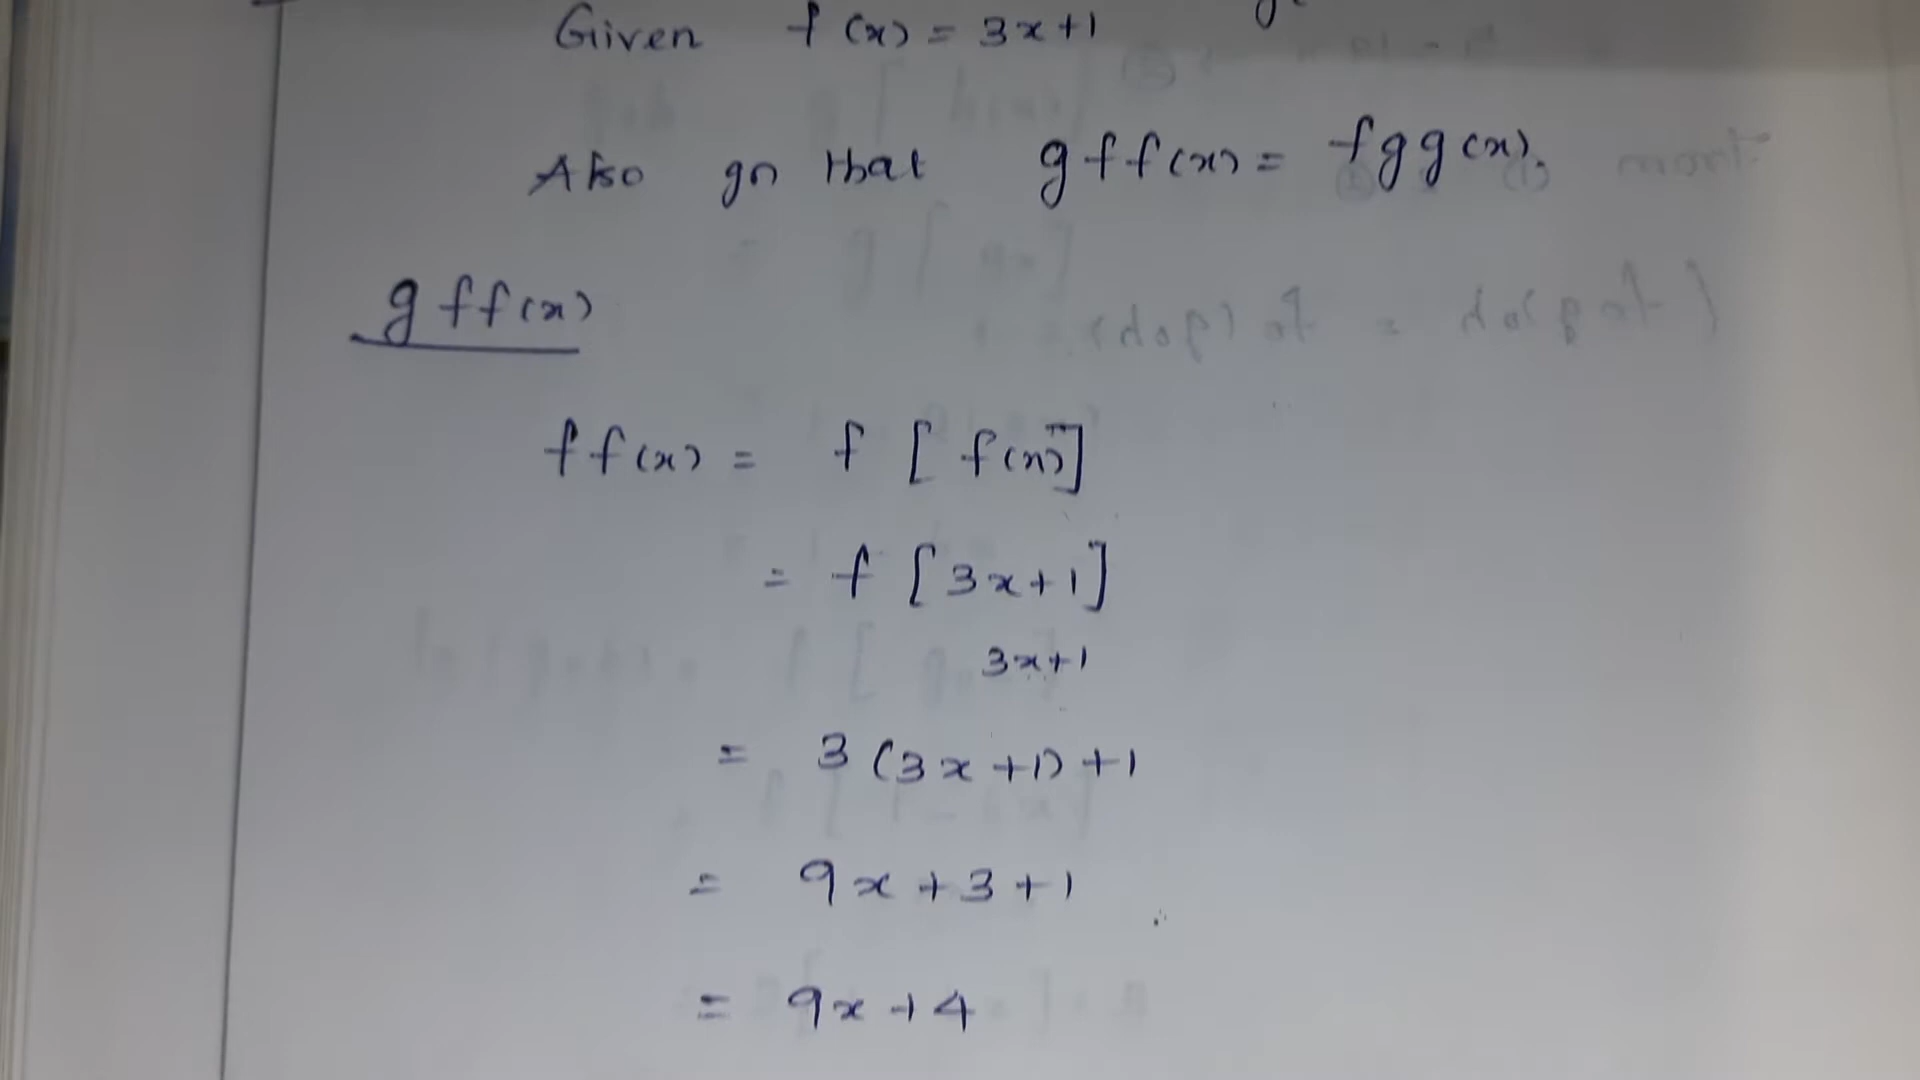 Given f(x) = 3x+1
Also gn that gff(x) = fgg(x).
gff(x)
ff(x) = f [f(x)]
= f [3x+1]
3x+1
= 3(3x+1)+1
= 9x+3+1
= 9x+4